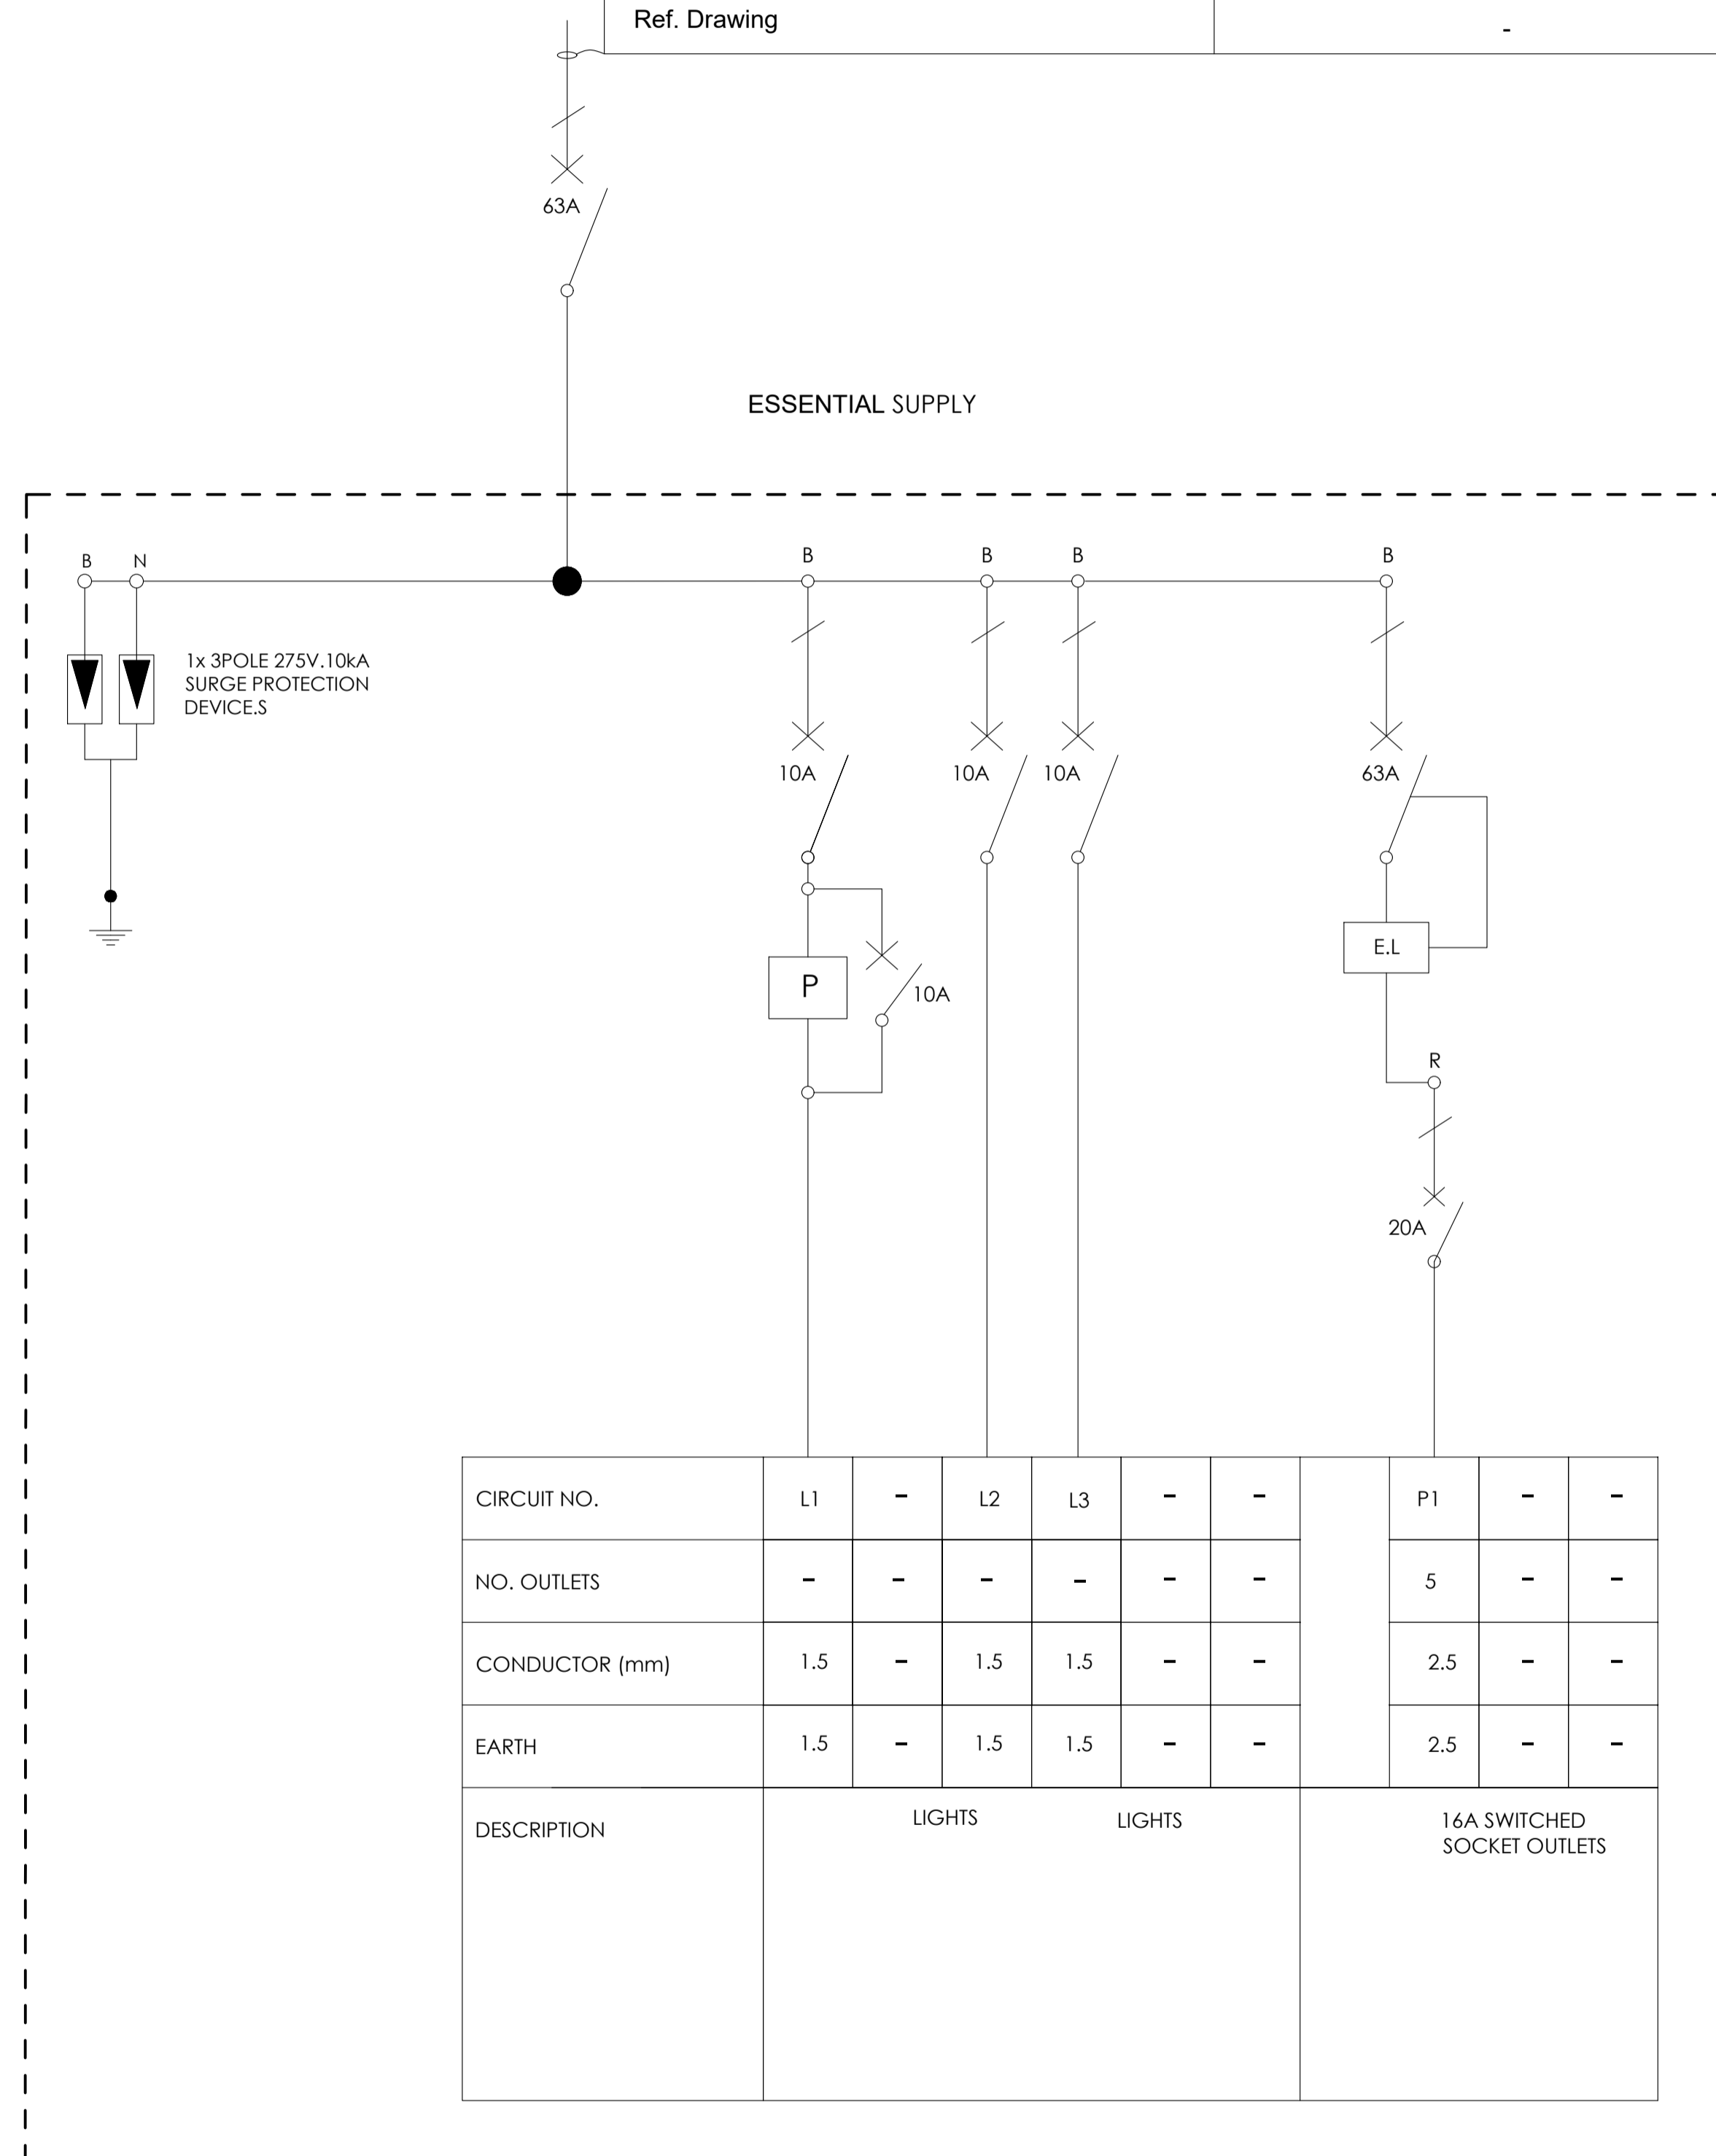 Ref. Drawing -
63A
ESSENTIAL SUPPLY
B N B B B B
1x 3POLE 275V.10kA
SURGE PROTECTION
DEVICE.S
10A 10A 10A 63A
E.L
P
10A
R
20A
CIRCUIT NO. L1 - L2 L3 - - P1 - -
NO. OUTLETS - - - - - - 5 - -
CONDUCTOR (mm) 1.5 - 1.5 1.5 - - 2.5 - -
EARTH 1.5 - 1.5 1.5 - - 2.5 - -
DESCRIPTION LIGHTS LIGHTS 16A SWITCHED
SOCKET OUTLETS